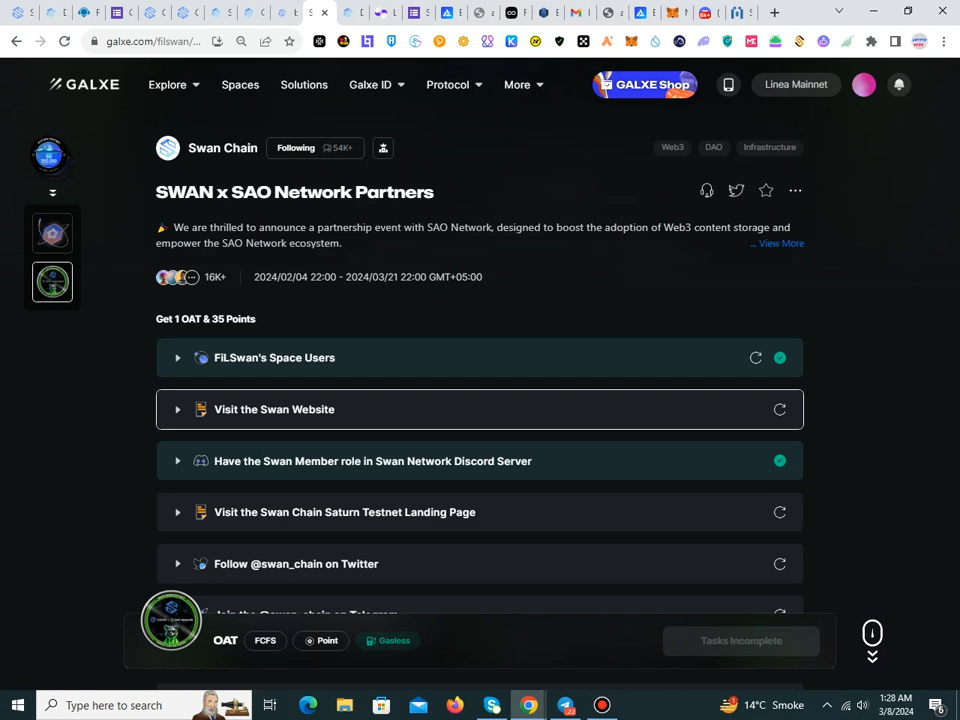 galxe.com/filswan/...
GALXE
Explore
Spaces
Solutions
Galxe ID
Protocol
More
GALXE Shop
Linea Mainnet
Swan Chain
Following 54K+
Web3
DAO
Infrastructure
SWAN x SAO Network Partners
We are thrilled to announce a partnership event with SAO Network, designed to boost the adoption of Web3 content storage and
empower the SAO Network ecosystem.
... View More
16K+
2024/02/04 22:00 - 2024/03/21 22:00 GMT+05:00
Get 1 OAT & 35 Points
FilSwan's Space Users
Visit the Swan Website
Have the Swan Member role in Swan Network Discord Server
Visit the Swan Chain Saturn Testnet Landing Page
Follow @swan_chain on Twitter
OAT
FCFS
Point
Gasless
Tasks Incomplete
Type here to search
14°C Smoke
1:28 AM
3/8/2024